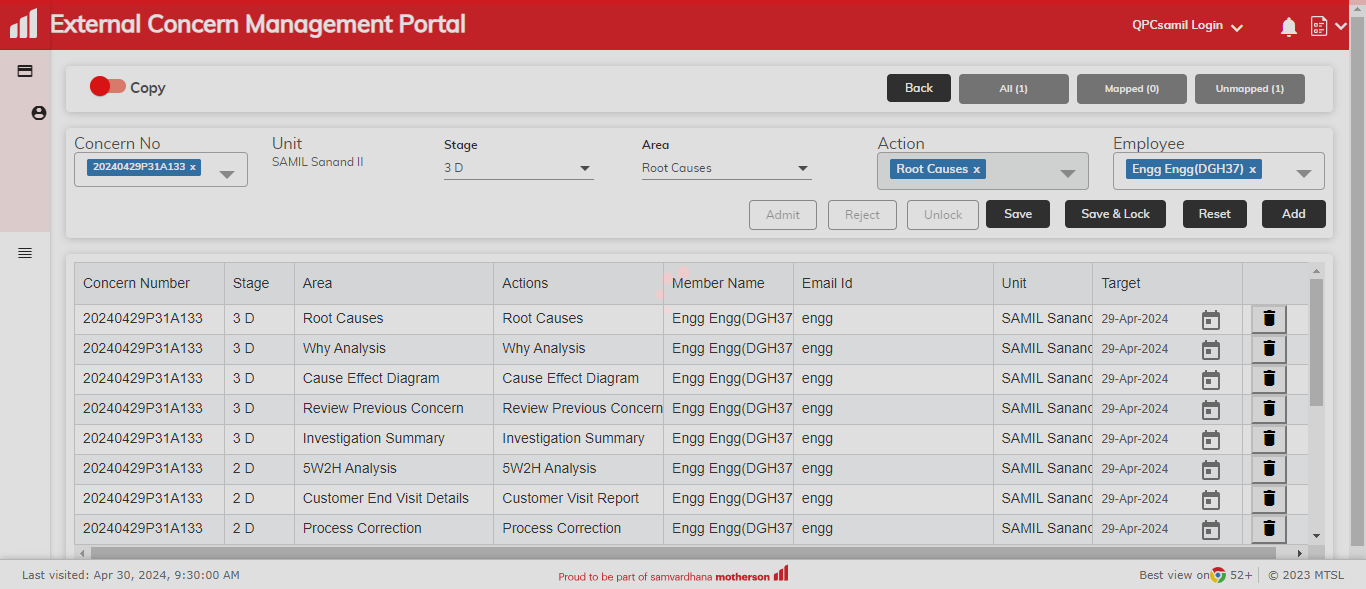 External Concern Management Portal QPCsamil Login
Copy Back All (1) Mapped (0) Unmapped (1)
Concern No Unit Stage Area Action Employee
20240429P31A133 x SAMIL Sanand II 3 D Root Causes Root Causes x Engg Engg(DGH37) x
Admit Reject Unlock Save Save & Lock Reset Add
Concern Number Stage Area Actions Member Name Email Id Unit Target
20240429P31A133 3 D Root Causes Root Causes Engg Engg(DGH37 engg SAMIL Sanand 29-Apr-2024
20240429P31A133 3 D Why Analysis Why Analysis Engg Engg(DGH37 engg SAMIL Sanand 29-Apr-2024
20240429P31A133 3 D Cause Effect Diagram Cause Effect Diagram Engg Engg(DGH37 engg SAMIL Sanand 29-Apr-2024
20240429P31A133 3 D Review Previous Concern Review Previous Concern Engg Engg(DGH37 engg SAMIL Sanand 29-Apr-2024
20240429P31A133 3 D Investigation Summary Investigation Summary Engg Engg(DGH37 engg SAMIL Sanand 29-Apr-2024
20240429P31A133 2 D 5W2H Analysis 5W2H Analysis Engg Engg(DGH37 engg SAMIL Sanand 29-Apr-2024
20240429P31A133 2 D Customer End Visit Details Customer Visit Report Engg Engg(DGH37 engg SAMIL Sanand 29-Apr-2024
20240429P31A133 2 D Process Correction Process Correction Engg Engg(DGH37 engg SAMIL Sanand 29-Apr-2024
Last visited: Apr 30, 2024, 9:30:00 AM Proud to be part of samvardhana motherson Best view on 52+ © 2023 MTSL